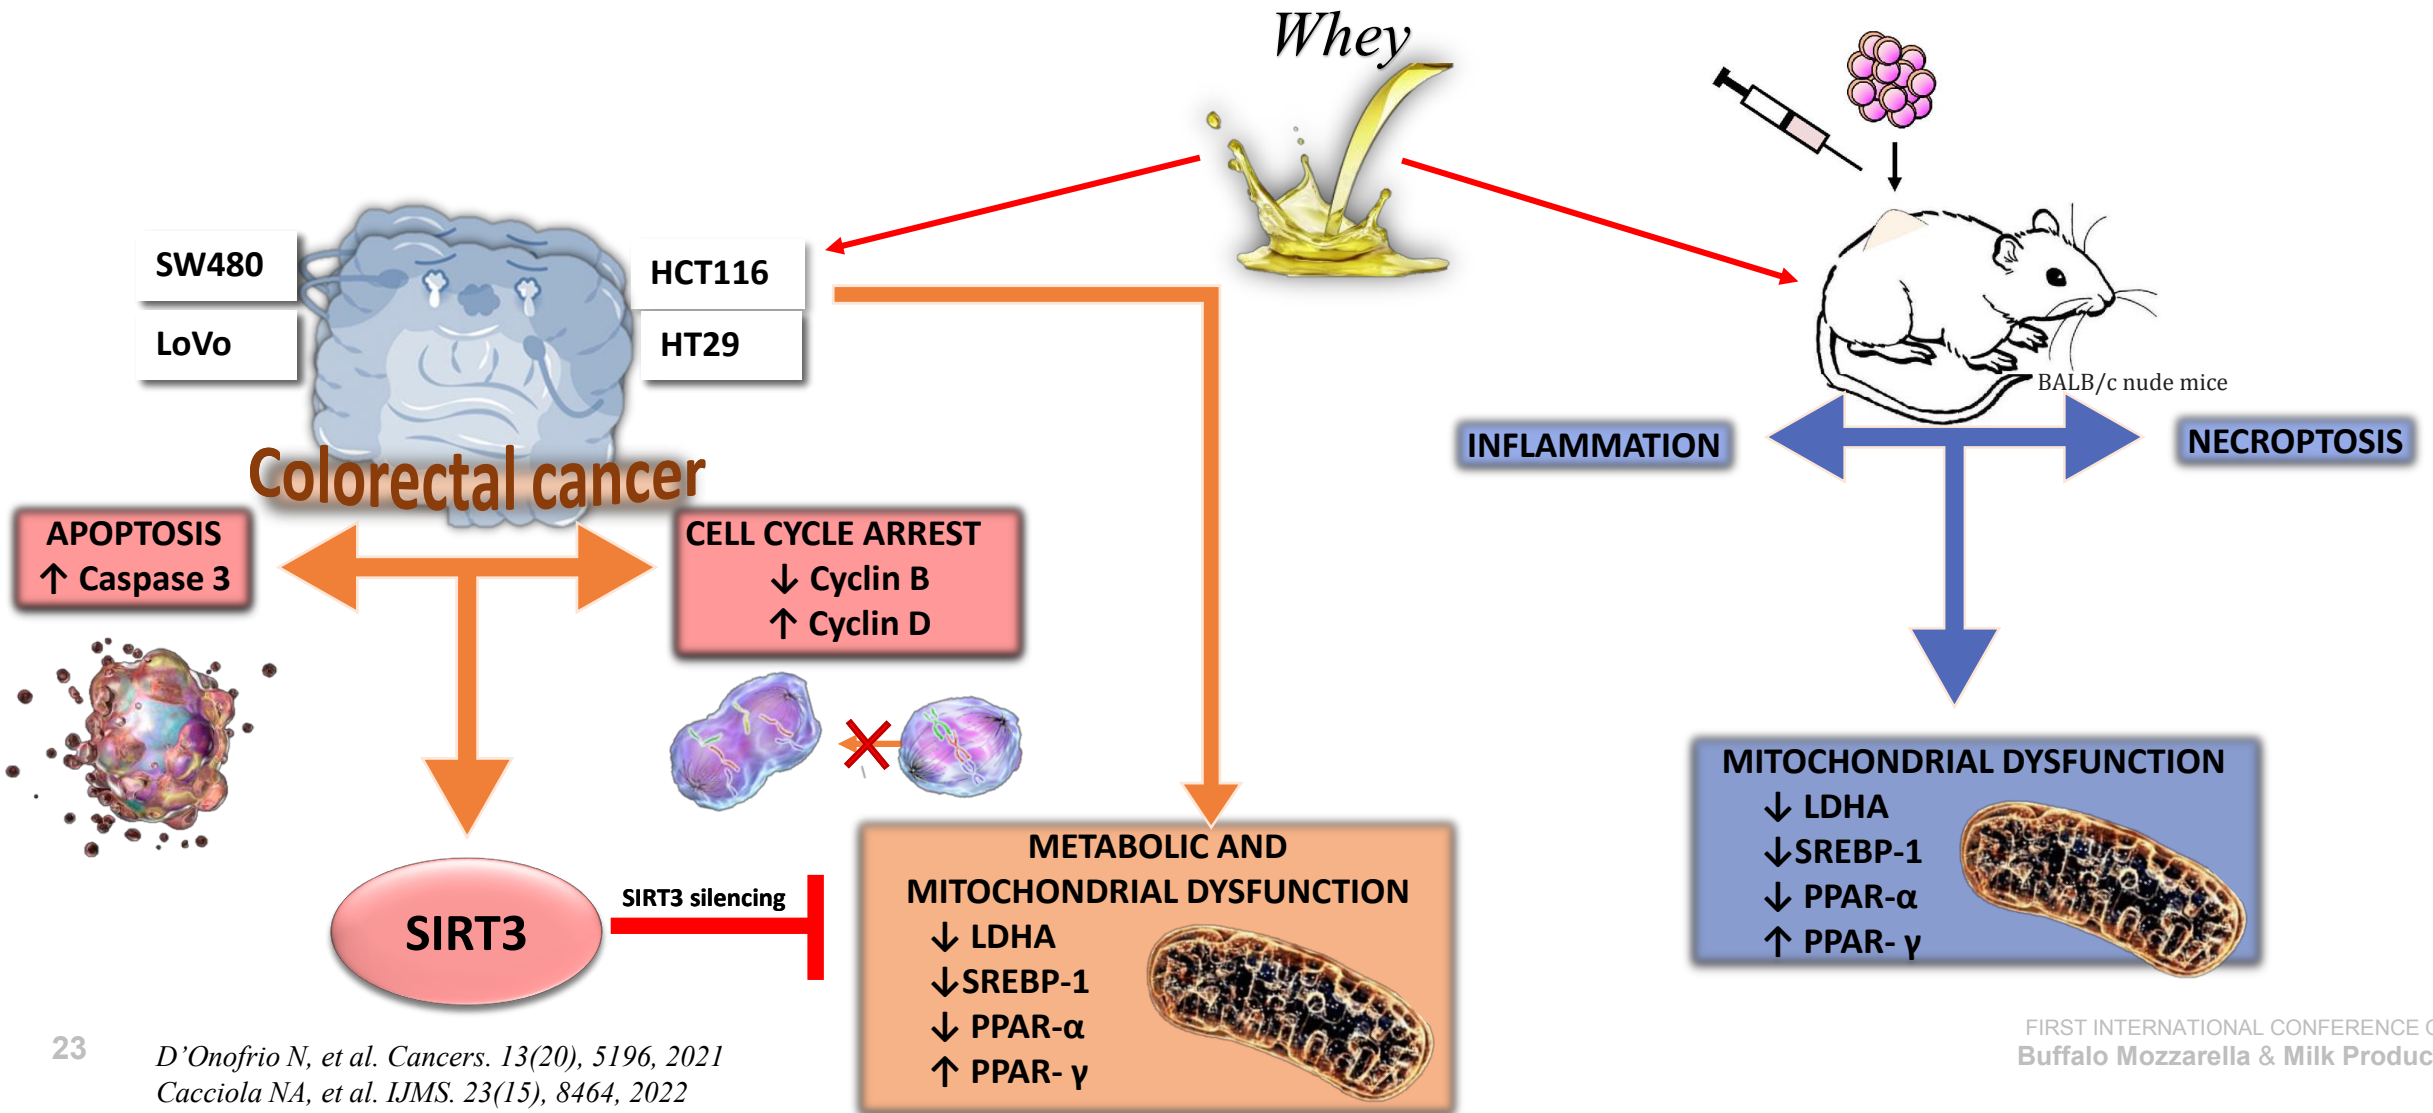 Whey
SW480
LoVo
HCT116
HT29
Colorectal cancer
BALB/c nude mice
INFLAMMATION
NECROPTOSIS
APOPTOSIS
↑ Caspase 3
CELL CYCLE ARREST
↓ Cyclin B
↑ Cyclin D
SIRT3
SIRT3 silencing
METABOLIC AND
MITOCHONDRIAL DYSFUNCTION
↓ LDHA
↓SREBP-1
↓ PPAR-α
↑ PPAR- γ
MITOCHONDRIAL DYSFUNCTION
↓ LDHA
↓SREBP-1
↓ PPAR-α
↑ PPAR- γ
23
D'Onofrio N, et al. Cancers. 13(20), 5196, 2021
Cacciola NA, et al. IJMS. 23(15), 8464, 2022
FIRST INTERNATIONAL CONFERENCE
Buffalo Mozzarella & Milk